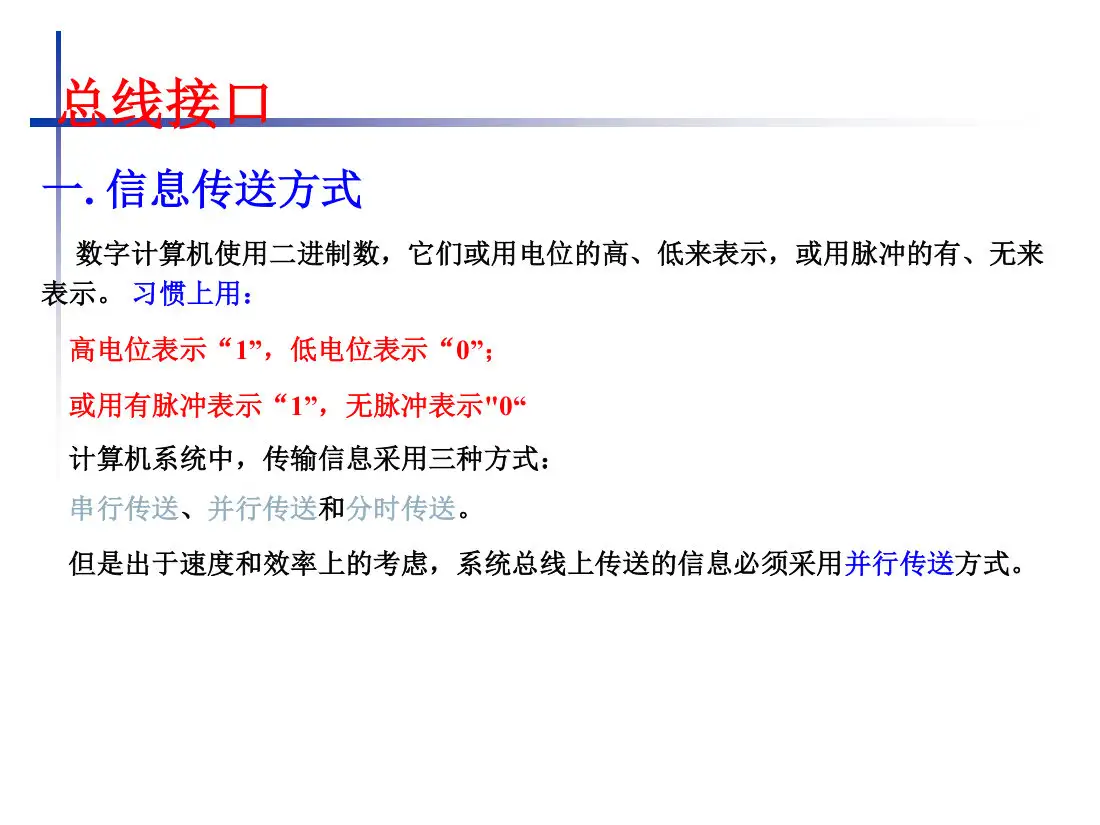 总线接口
一. 信息传送方式
数字计算机使用二进制数，它们或用电位的高、低来表示，或用脉冲的有、无来
表示。 习惯上用：
高电位表示“1”，低电位表示“0”；
或用有脉冲表示“1”，无脉冲表示"0“
计算机系统中，传输信息采用三种方式：
串行传送、并行传送和分时传送。
但是出于速度和效率上的考虑，系统总线上传送的信息必须采用并行传送方式。